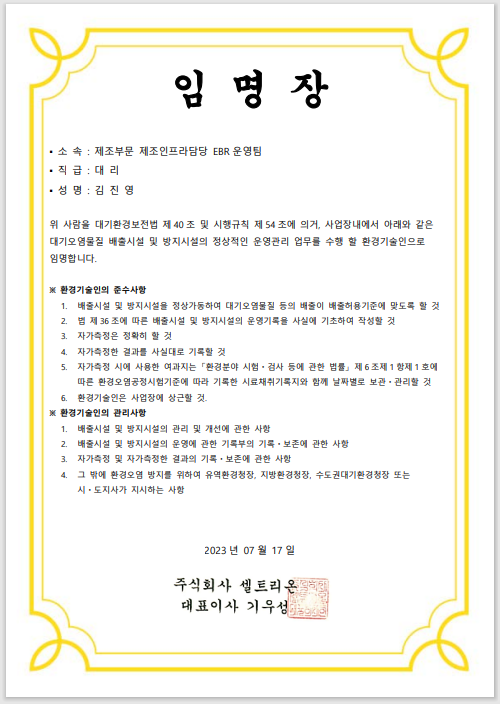 임 명 장
▪ 소 속 : 제조부문 제조인프라담당 EBR 운영팀
▪ 직 급 : 대 리
▪ 성 명 : 김 진 영
위 사람을 대기환경보전법 제 40 조 및 시행규칙 제 54 조에 의거, 사업장내에서 아래와 같은
대기오염물질 배출시설 및 방지시설의 정상적인 운영관리 업무를 수행 할 환경기술인으로
임명합니다.
※ 환경기술인의 준수사항
1. 배출시설 및 방지시설을 정상가동하여 대기오염물질 등의 배출이 배출허용기준에 맞도록 할 것
2. 법 제 36 조에 따른 배출시설 및 방지시설의 운영기록을 사실에 기초하여 작성할 것
3. 자가측정은 정확히 할 것
4. 자가측정한 결과를 사실대로 기록할 것
5. 자가측정 시에 사용한 여과지는「환경분야 시험・검사 등에 관한 법률」제 6 조제 1 항제 1 호에
따른 환경오염공정시험기준에 따라 기록한 시료채취기록지와 함께 날짜별로 보관・관리할 것
6. 환경기술인은 사업장에 상근할 것.
※ 환경기술인의 관리사항
1. 배출시설 및 방지시설의 관리 및 개선에 관한 사항
2. 배출시설 및 방지시설의 운영에 관한 기록부의 기록・보존에 관한 사항
3. 자가측정 및 자가측정한 결과의 기록・보존에 관한 사항
4. 그 밖에 환경오염 방지를 위하여 유역환경청장, 지방환경청장, 수도권대기환경청장 또는
시・도지사가 지시하는 사항
2023 년 07 월 17 일
주식회사 셀트리온
대표이사 기우성